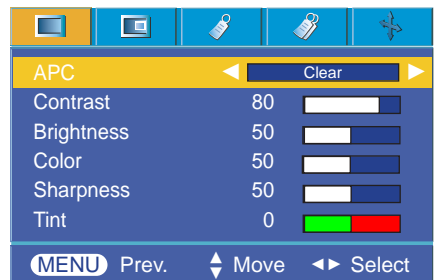 APC Clear
Contrast 80
Brightness 50
Color 50
Sharpness 50
Tint 0
MENU Prev. Move Select